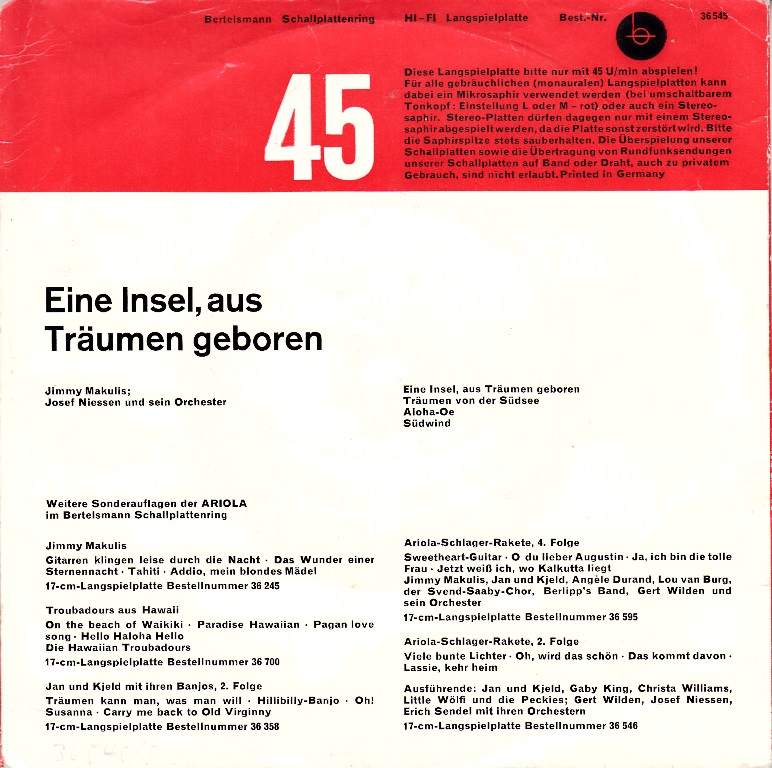 Bertelsmann Schallplattenring HI-FI Langspielplatte Best.-Nr. 36 545
b
45
Diese Langspielplatte bitte nur mit 45 U/min abspielen!
Für alle gebräuchlichen (monauralen) Langspielplatten kann
dabei ein Mikrosaphir verwendet werden (bei umschaltbarem
Tonkopf: Einstellung L oder M – rot) oder auch ein Stereo-
saphir. Stereo-Platten dürfen dagegen nur mit einem Stereo-
saphir abgespielt werden, da die Platte sonst zerstört wird. Bitte
die Saphirspitze stets sauberhalten. Die Überspielung unserer
Schallplatten sowie die Übertragung von Rundfunksendungen
unserer Schallplatten auf Band oder Draht, auch zu privatem
Gebrauch, sind nicht erlaubt. Printed in Germany
Eine Insel, aus
Träumen geboren
Jimmy Makulis;
Josef Niessen und sein Orchester
Eine Insel, aus Träumen geboren
Träumen von der Südsee
Aloha-Oe
Südwind
Weitere Sonderauflagen der ARIOLA
im Bertelsmann Schallplattenring
Jimmy Makulis
Gitarren klingen leise durch die Nacht · Das Wunder einer
Sternennacht · Tahiti · Addio, mein blondes Mädel
17-cm-Langspielplatte Bestellnummer 36 245
Troubadours aus Hawaii
On the beach of Waikiki · Paradise Hawaiian · Pagan love
song · Hello Haloha Hello
Die Hawaiian Troubadours
17-cm-Langspielplatte Bestellnummer 36 700
Jan und Kjeld mit ihren Banjos, 2. Folge
Träumen kann man, was man will · Hillibilly-Banjo · Oh!
Susanna · Carry me back to Old Virginny
17-cm-Langspielplatte Bestellnummer 36 358
Ariola-Schlager-Rakete, 4. Folge
Sweetheart-Guitar · O du lieber Augustin · Ja, ich bin die tolle
Frau · Jetzt weiß ich, wo Kalkutta liegt
Jimmy Makulis, Jan und Kjeld, Angèle Durand, Lou van Burg,
der Svend-Saaby-Chor, Berlipp's Band, Gert Wilden und
sein Orchester
17-cm-Langspielplatte Bestellnummer 36 595
Ariola-Schlager-Rakete, 2. Folge
Viele bunte Lichter · Oh, wird das schön · Das kommt davon ·
Lassie, kehr heim
Ausführende: Jan und Kjeld, Gaby King, Christa Williams,
Little Wölfi und die Peckies; Gert Wilden, Josef Niessen,
Erich Sendel mit ihren Orchestern
17-cm-Langspielplatte Bestellnummer 36 546